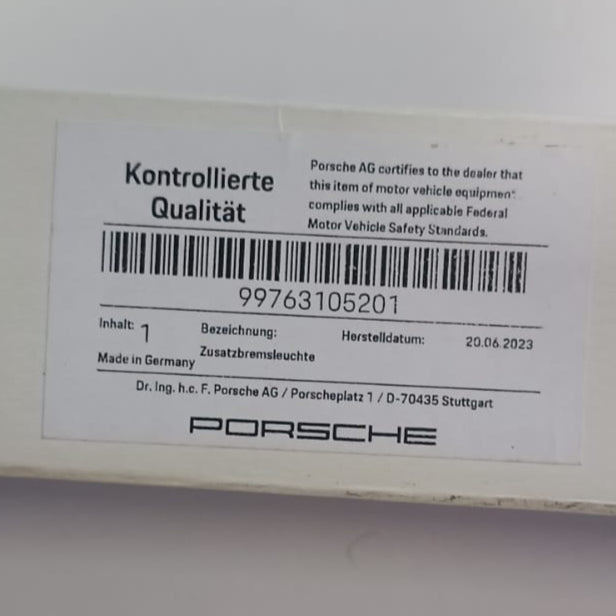 Kontrollierte
Qualität
Porsche AG certifies to the dealer that
this item of motor vehicle equipment
complies with all applicable Federal
Motor Vehicle Safety Standards.
99763105201
Inhalt: 1
Bezeichnung:
Herstelldatum: 20.06.2023
Made in Germany
Zusatzbremsleuchte
Dr. Ing. h.c. F. Porsche AG / Porscheplatz 1 / D-70435 Stuttgart
PORSCHE